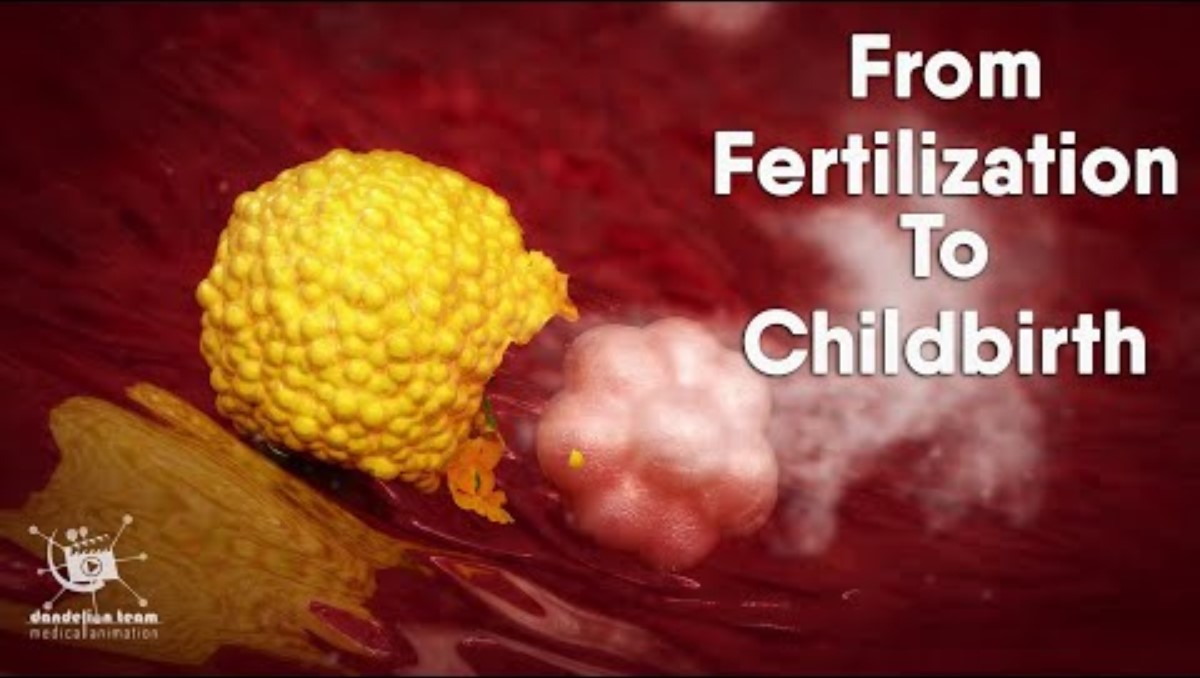 From
Fertilization
To
Childbirth
dandelion team
medical animation